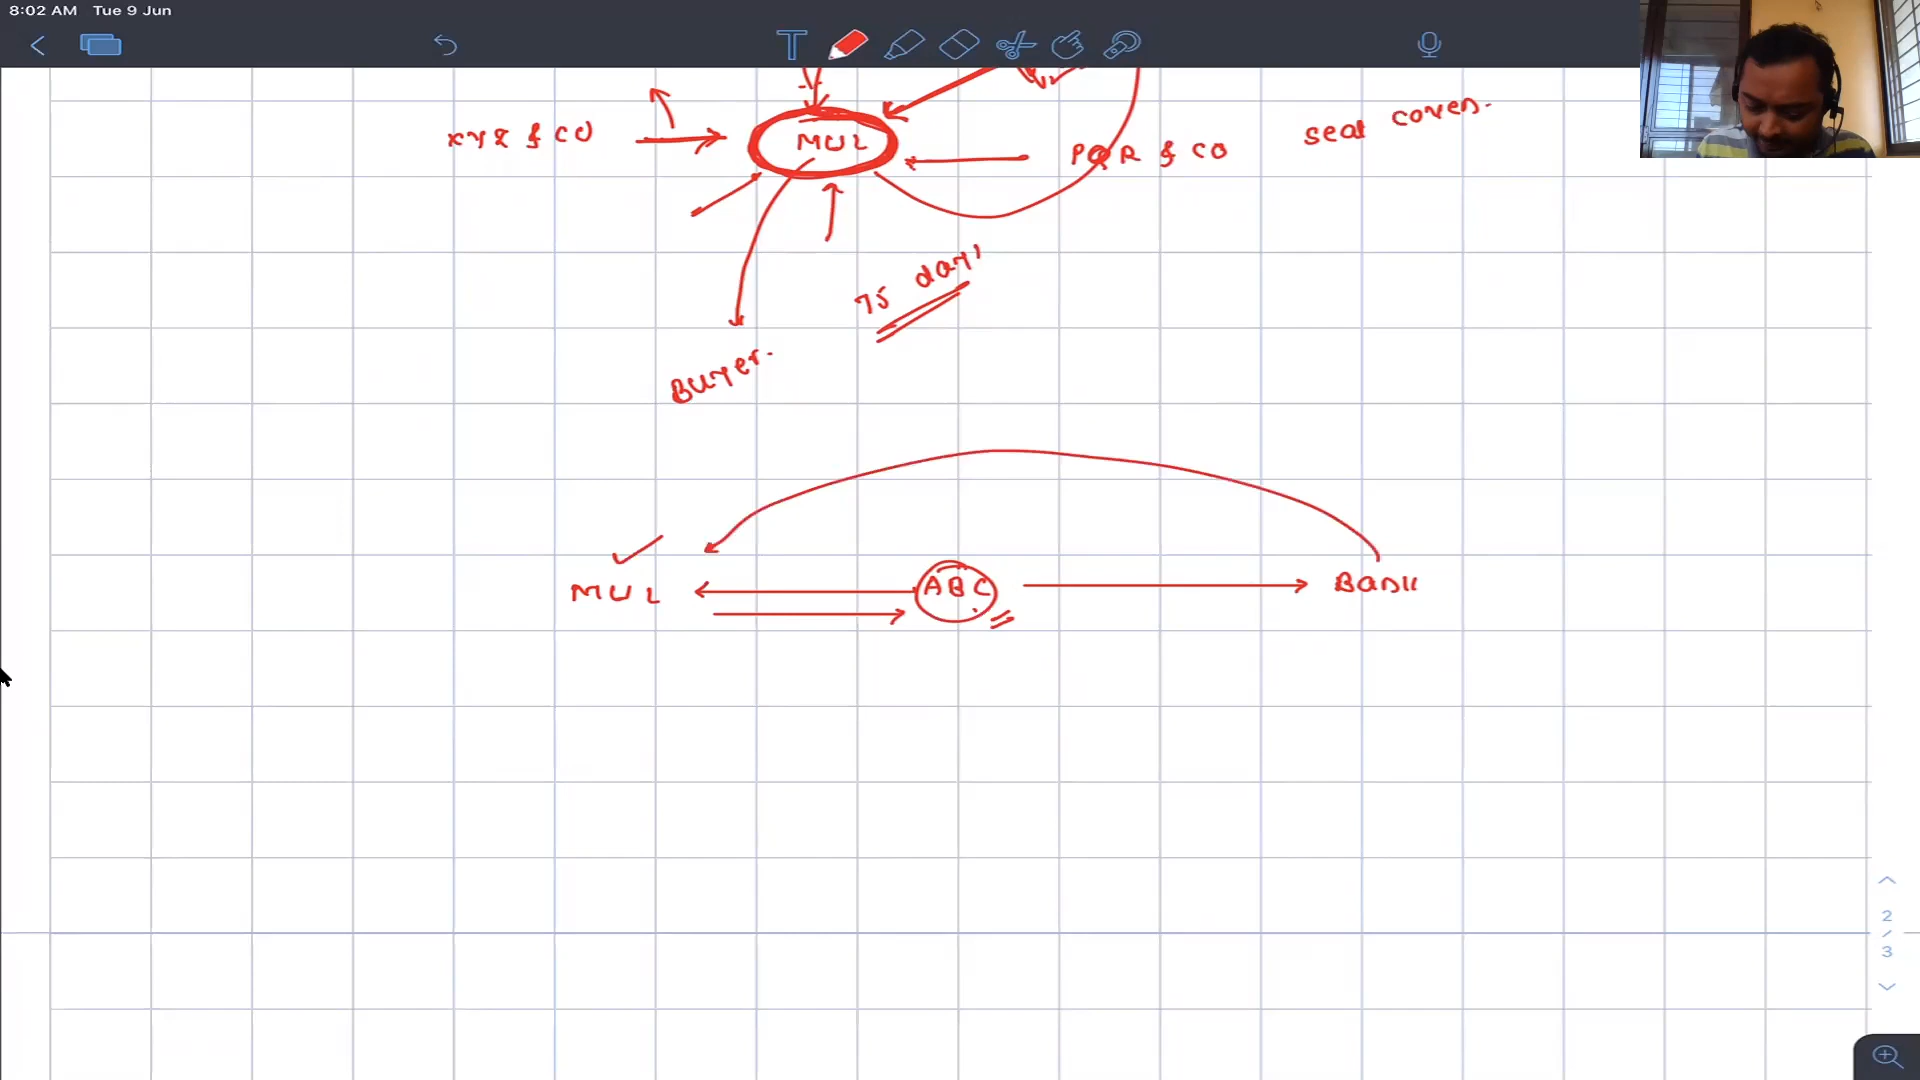 8:02 AM Tue 9 Jun
T
XYZ & CO
MUL
PQR & CO
seat covers.
75 days
Buyer.
MUL
ABC
Bank
2
/
3